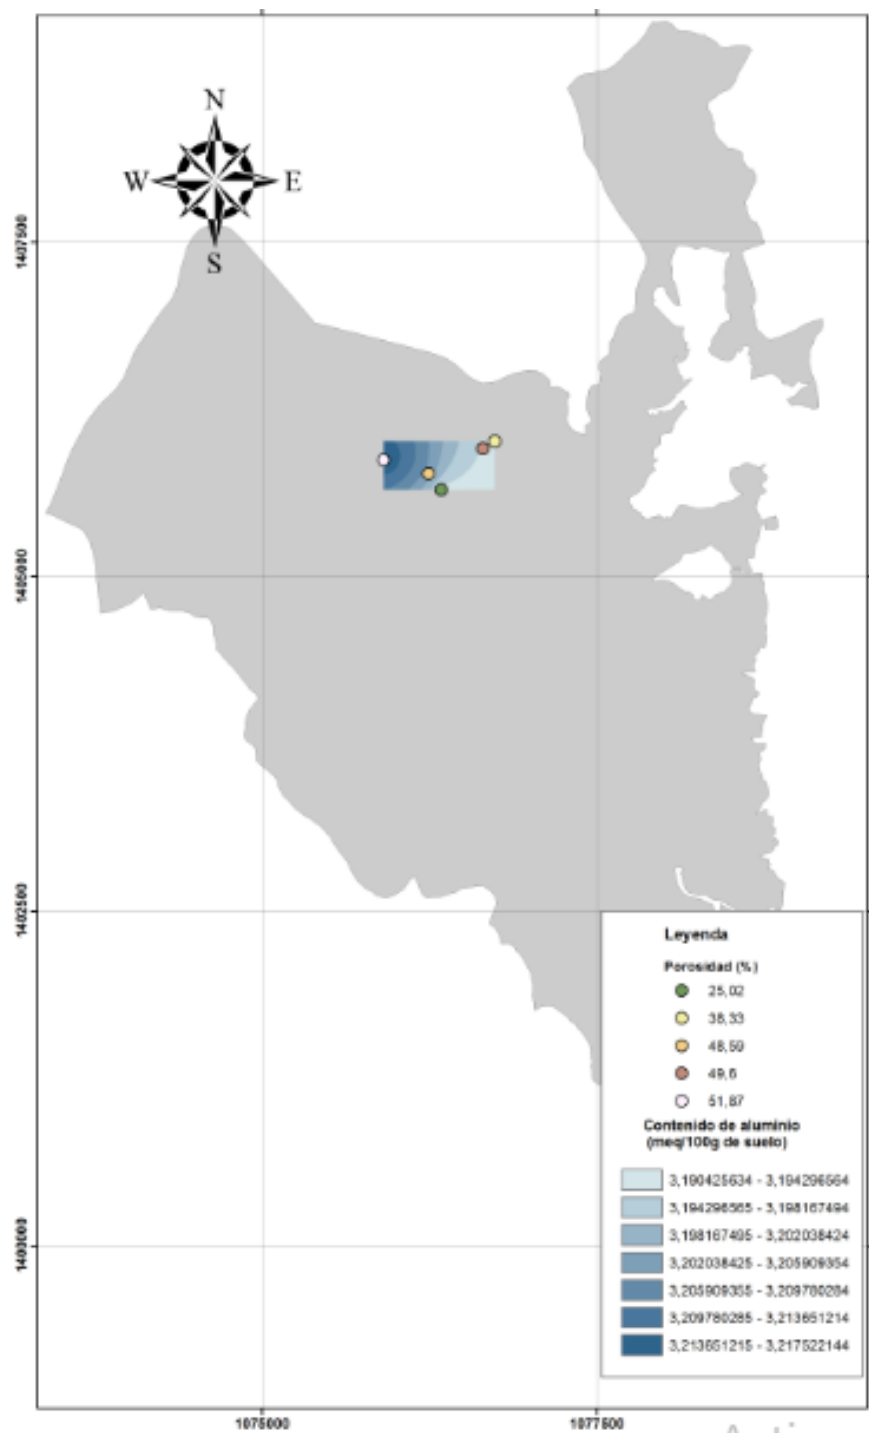 N
W E
S
1407500
1405000
1402500
1400000
1075000
1077500
Leyenda
Porosidad (%)
25,02
38,33
48,59
49,6
51,87
Contenido de aluminio
(meq/100g de suelo)
3,190425634 - 3,194296564
3,194296565 - 3,198167494
3,198167495 - 3,202038424
3,202038425 - 3,205909354
3,205909355 - 3,209780284
3,209780285 - 3,213651214
3,213651215 - 3,217522144